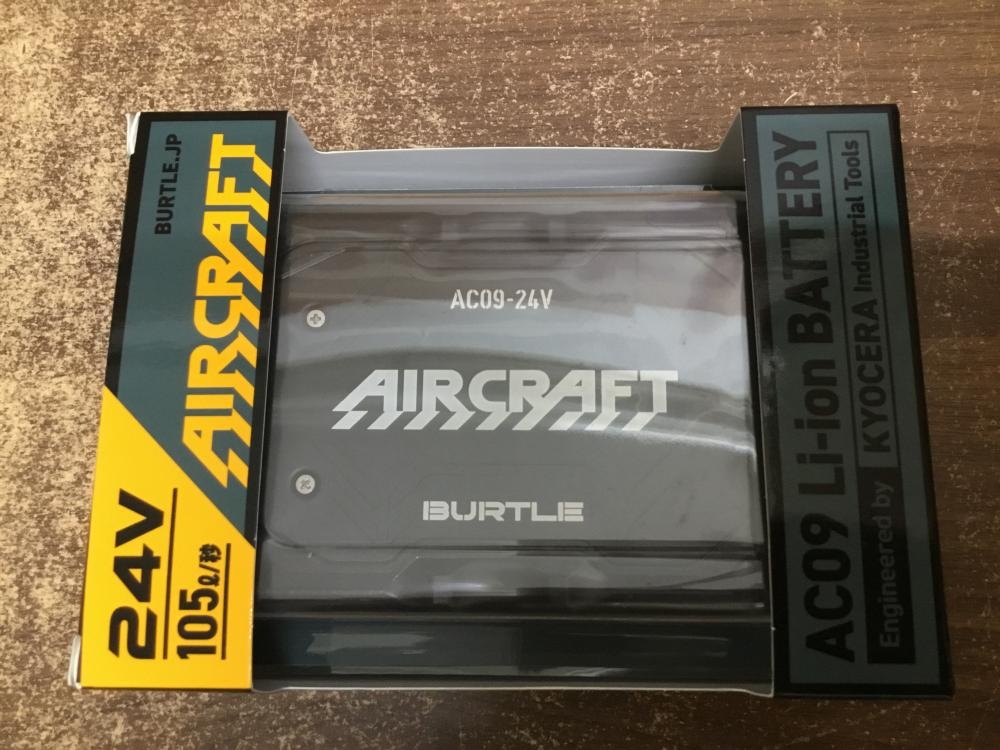 BURTLE.JP
AIRCRAFT
24V
105ℓ/秒
AC09-24V
AIRCRAFT
BURTLE
AC09 Li-ion BATTERY
Engineered by KYOCERA Industrial Tools